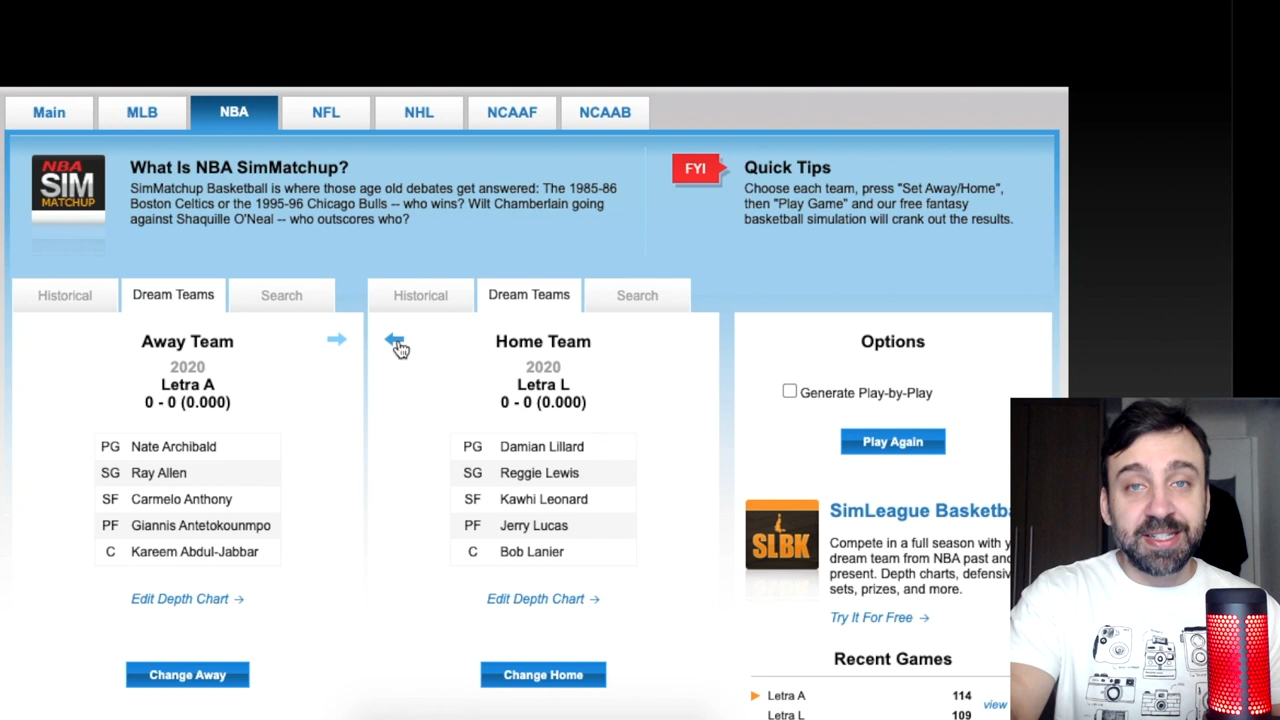 Main
MLB
NBA
NFL
NHL
NCAAF
NCAAB
NBA
SIM
MATCHUP
What Is NBA SimMatchup?
SimMatchup Basketball is where those age old debates get answered: The 1985-86
Boston Celtics or the 1995-96 Chicago Bulls -- who wins? Wilt Chamberlain going
against Shaquille O'Neal -- who outscores who?
FYI
Quick Tips
Choose each team, press "Set Away/Home",
then "Play Game" and our free fantasy
basketball simulation will crank out the results.
Historical
Dream Teams
Search
Away Team
2020
Letra A
0 - 0 (0.000)
PG Nate Archibald
SG Ray Allen
SF Carmelo Anthony
PF Giannis Antetokounmpo
C Kareem Abdul-Jabbar
Edit Depth Chart →
Change Away
Historical
Dream Teams
Search
Home Team
2020
Letra L
0 - 0 (0.000)
PG Damian Lillard
SG Reggie Lewis
SF Kawhi Leonard
PF Jerry Lucas
C Bob Lanier
Edit Depth Chart →
Change Home
Options
Generate Play-by-Play
Play Again
SLBK
SimLeague Basketb
Compete in a full season with y
dream team from NBA past and
present. Depth charts, defensiv
sets, prizes, and more.
Try It For Free →
Recent Games
Letra A 114
view
Letra L 109